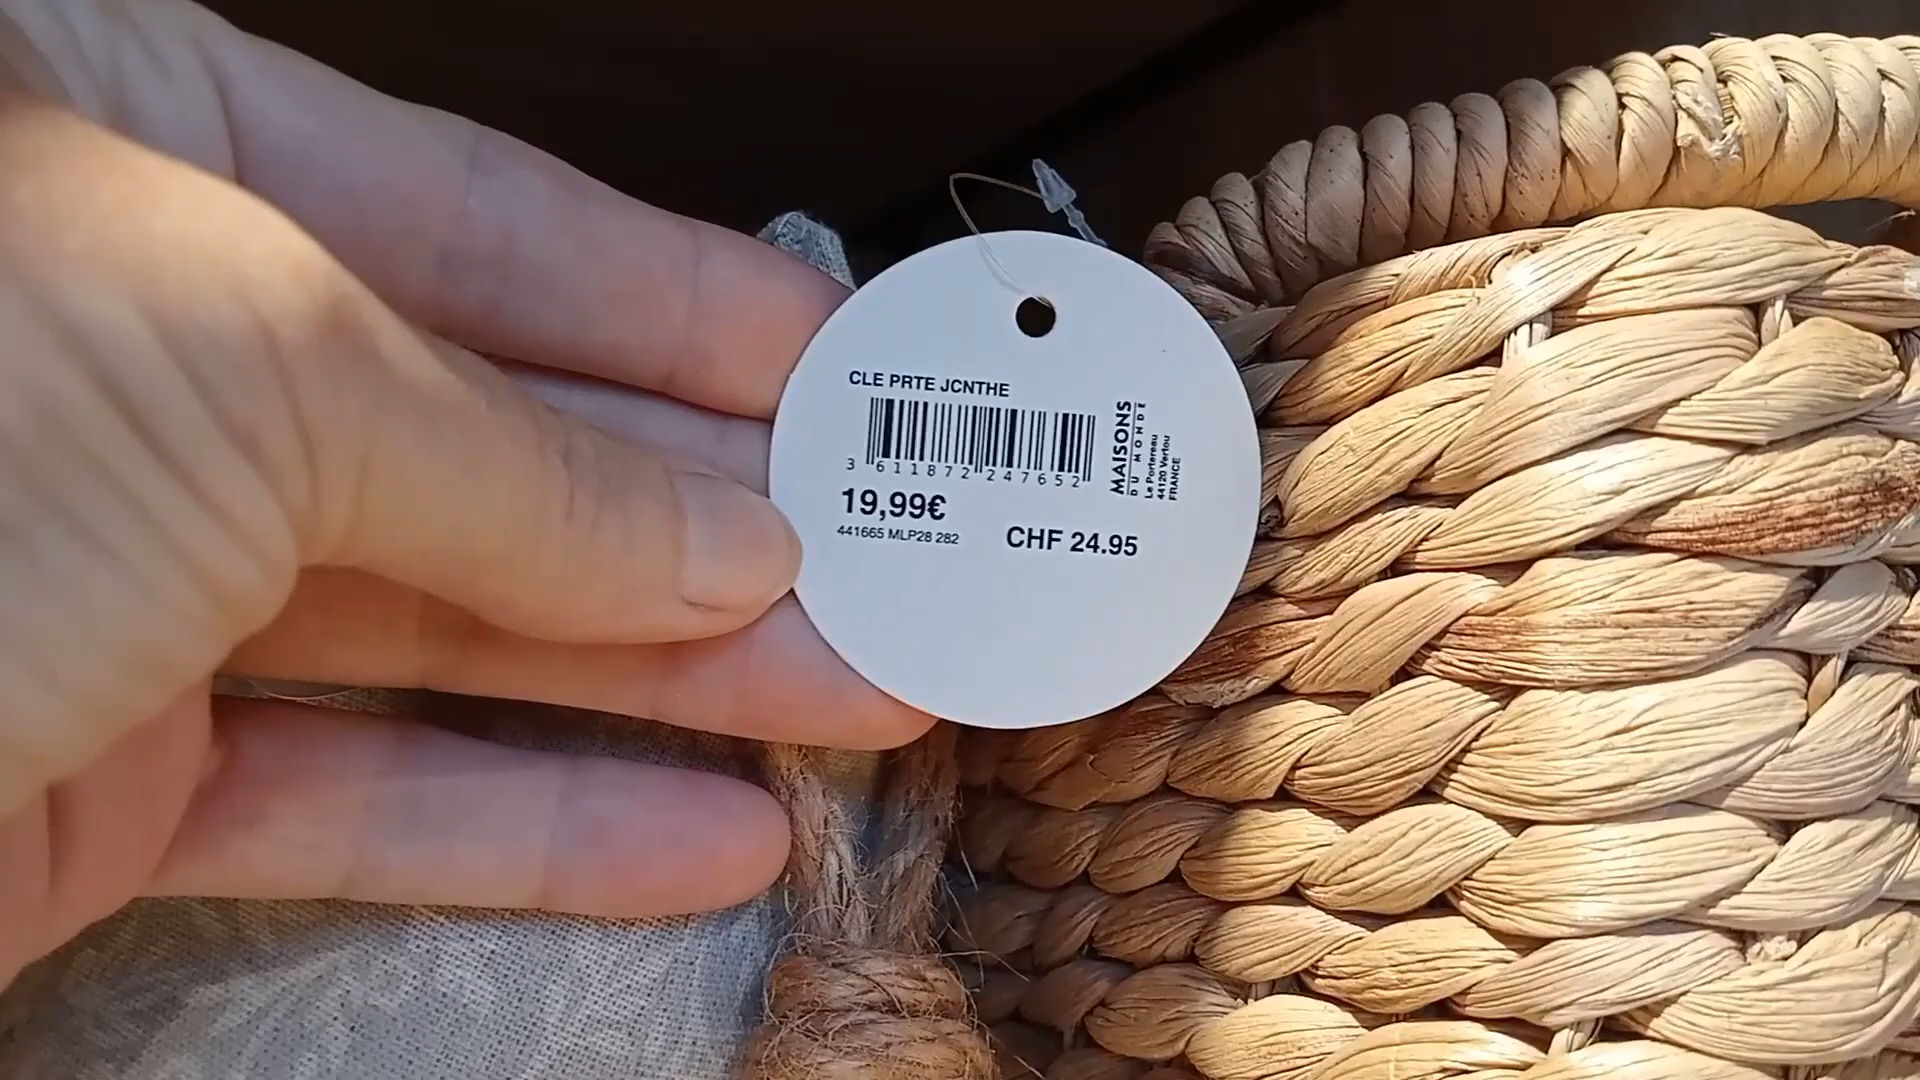 CLE PRTE JCNTHE
3 611872 247652
19,99€
441665 MLP28 282
CHF 24.95
MAISONS
DU MONDE
Le Portereau
44120 Vertou
FRANCE